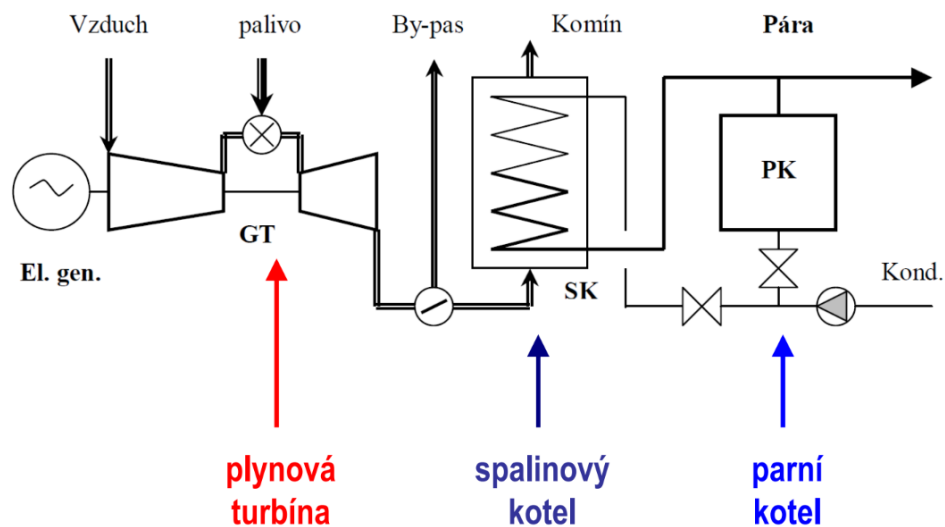 Vzduch
palivo
By-pas
Komín
Pára
PK
GT
El. gen.
SK
Kond.
plynová
turbína
spalinový
kotel
parní
kotel